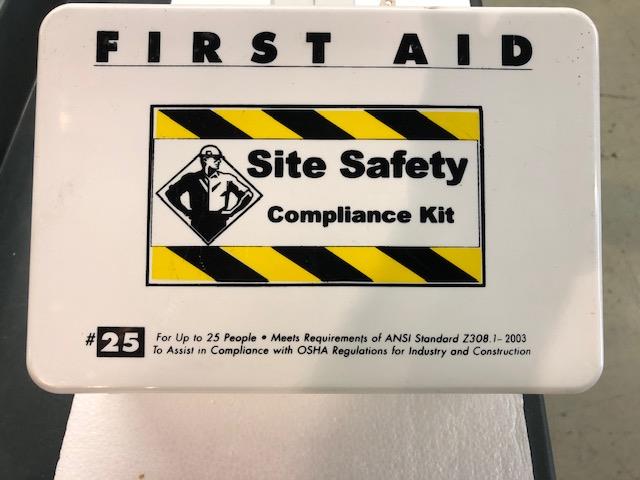 FIRST AID
Site Safety
Compliance Kit
#25 For Up to 25 People • Meets Requirements of ANSI Standard Z308.1–2003
To Assist in Compliance with OSHA Regulations for Industry and Construction